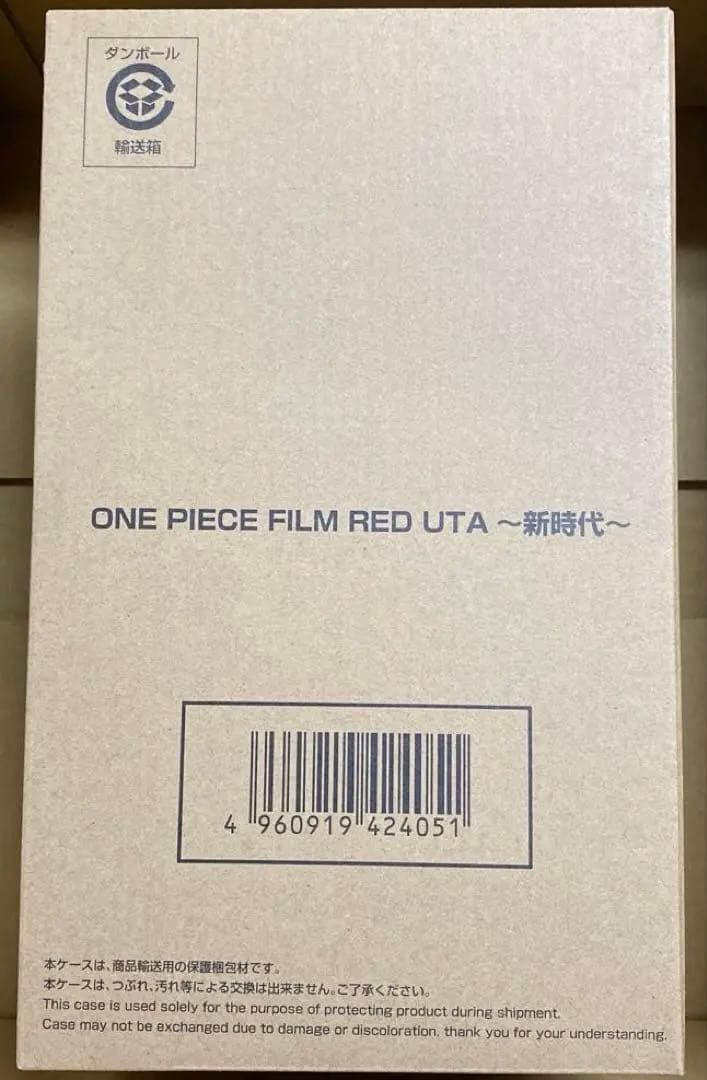 ダンボール
輸送箱
ONE PIECE FILM RED UTA ～新時代～
4 960919 424051
本ケースは、商品輸送用の保護梱包材です。
本ケースは、つぶれ、汚れ等による交換は出来ません。ご了承ください。
This case is used solely for the purpose of protecting product during shipment.
Case may not be exchanged due to damage or discoloration, thank you for your understanding.